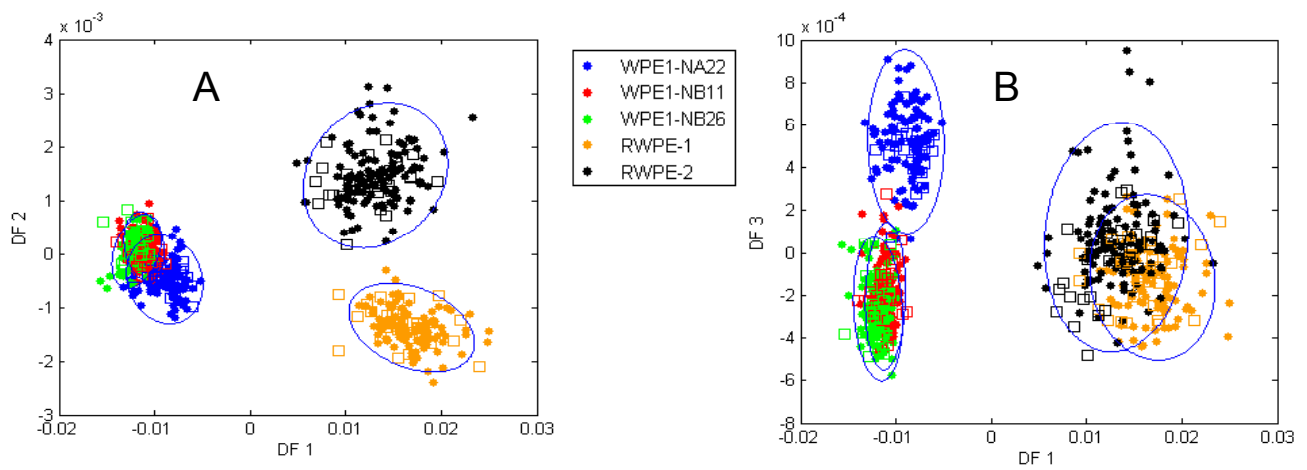 x 10⁻³
4
3
2
1
0
-1
-2
-3
DF 2
-0.02
-0.01
0
0.01
0.02
0.03
DF 1
A
WPE1-NA22
WPE1-NB11
WPE1-NB26
RWPE-1
RWPE-2
x 10⁻⁴
10
8
6
4
2
0
-2
-4
-6
-8
DF 3
-0.02
-0.01
0
0.01
0.02
0.03
DF 1
B